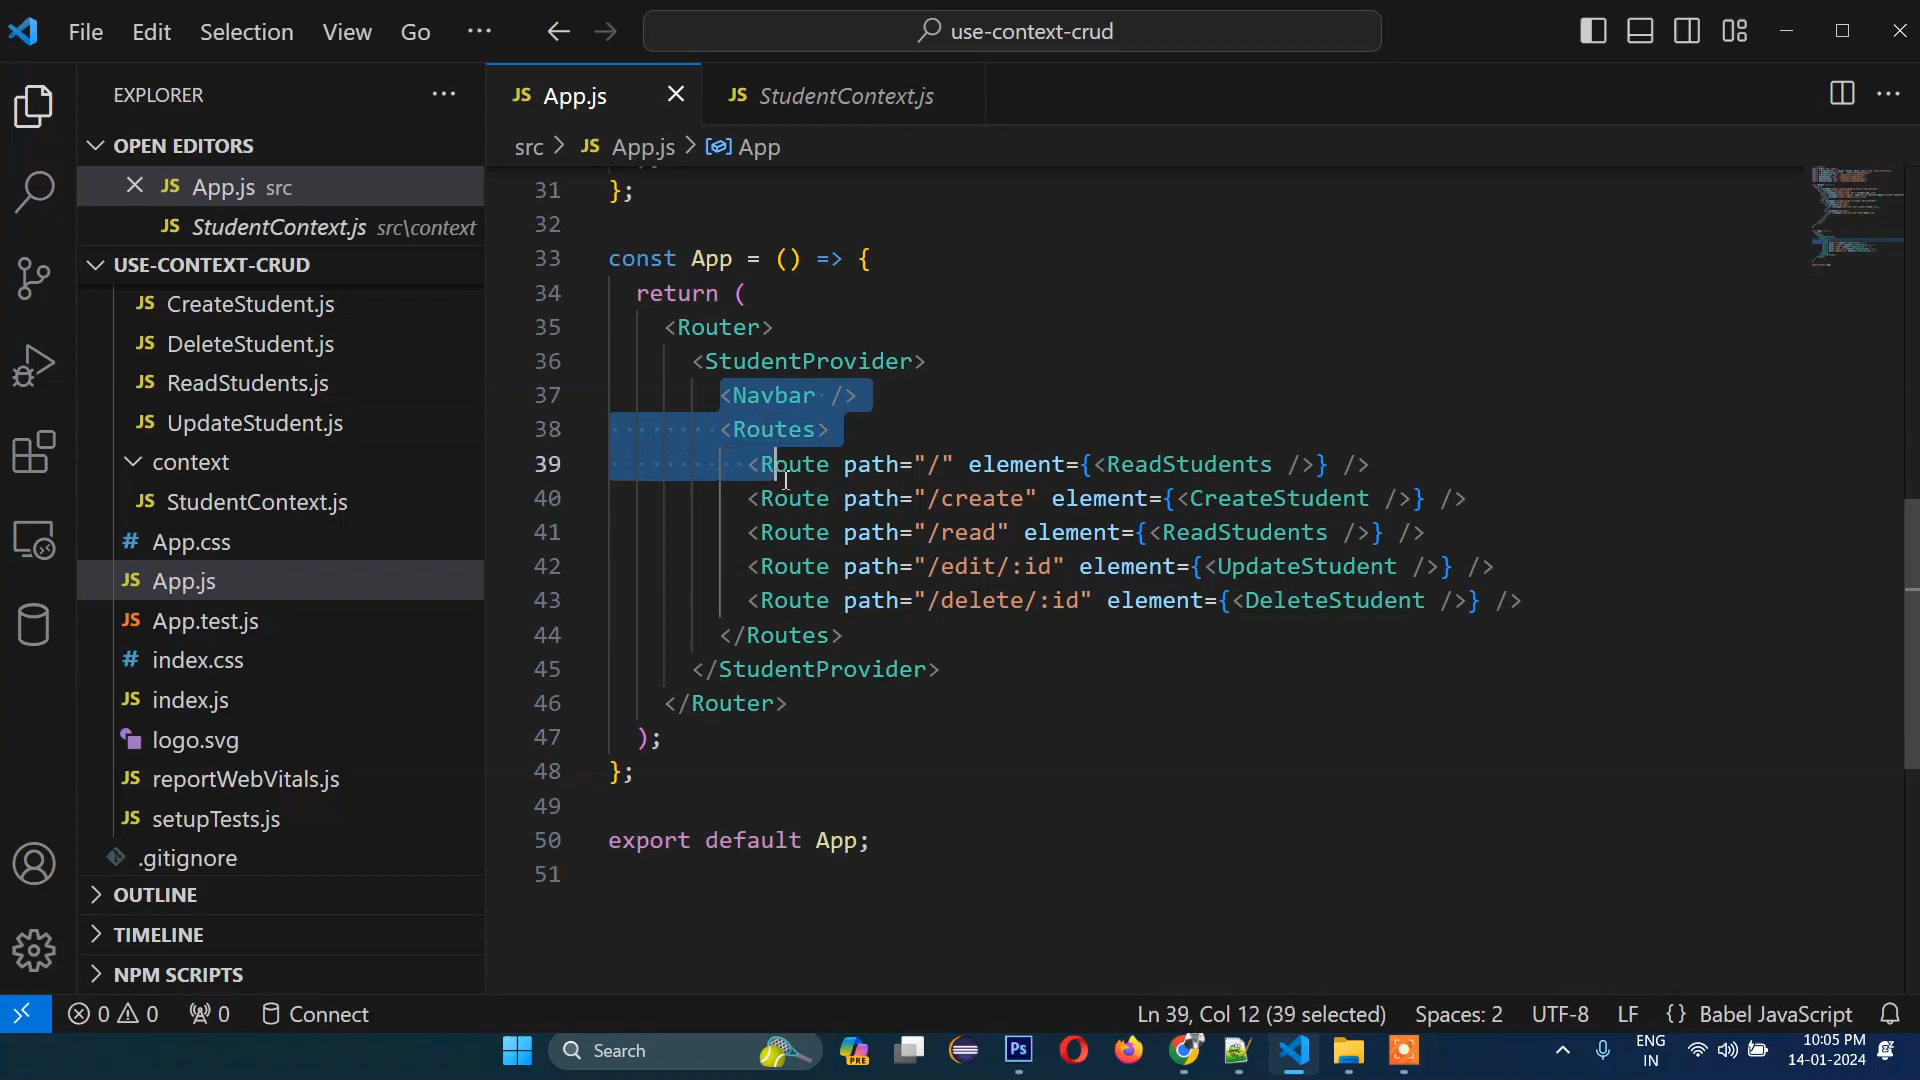 File Edit Selection View Go ··· use-context-crud
EXPLORER ···
OPEN EDITORS
JS App.js src
JS StudentContext.js src\context
USE-CONTEXT-CRUD
JS CreateStudent.js
JS DeleteStudent.js
JS ReadStudents.js
JS UpdateStudent.js
context
JS StudentContext.js
# App.css
JS App.js
JS App.test.js
# index.css
JS index.js
logo.svg
JS reportWebVitals.js
JS setupTests.js
.gitignore
OUTLINE
TIMELINE
NPM SCRIPTS
JS App.js JS StudentContext.js
src > JS App.js > App
31 };
32
33 const App = () => {
34 return (
35 <Router>
36 <StudentProvider>
37 <Navbar />
38 <Routes>
39 <Route path="/" element={<ReadStudents />} />
40 <Route path="/create" element={<CreateStudent />} />
41 <Route path="/read" element={<ReadStudents />} />
42 <Route path="/edit/:id" element={<UpdateStudent />} />
43 <Route path="/delete/:id" element={<DeleteStudent />} />
44 </Routes>
45 </StudentProvider>
46 </Router>
47 );
48 };
49
50 export default App;
51
0 0 0 Connect Ln 39, Col 12 (39 selected) Spaces: 2 UTF-8 LF {} Babel JavaScript
Search PRE Ps ENG IN 10:05 PM 14-01-2024